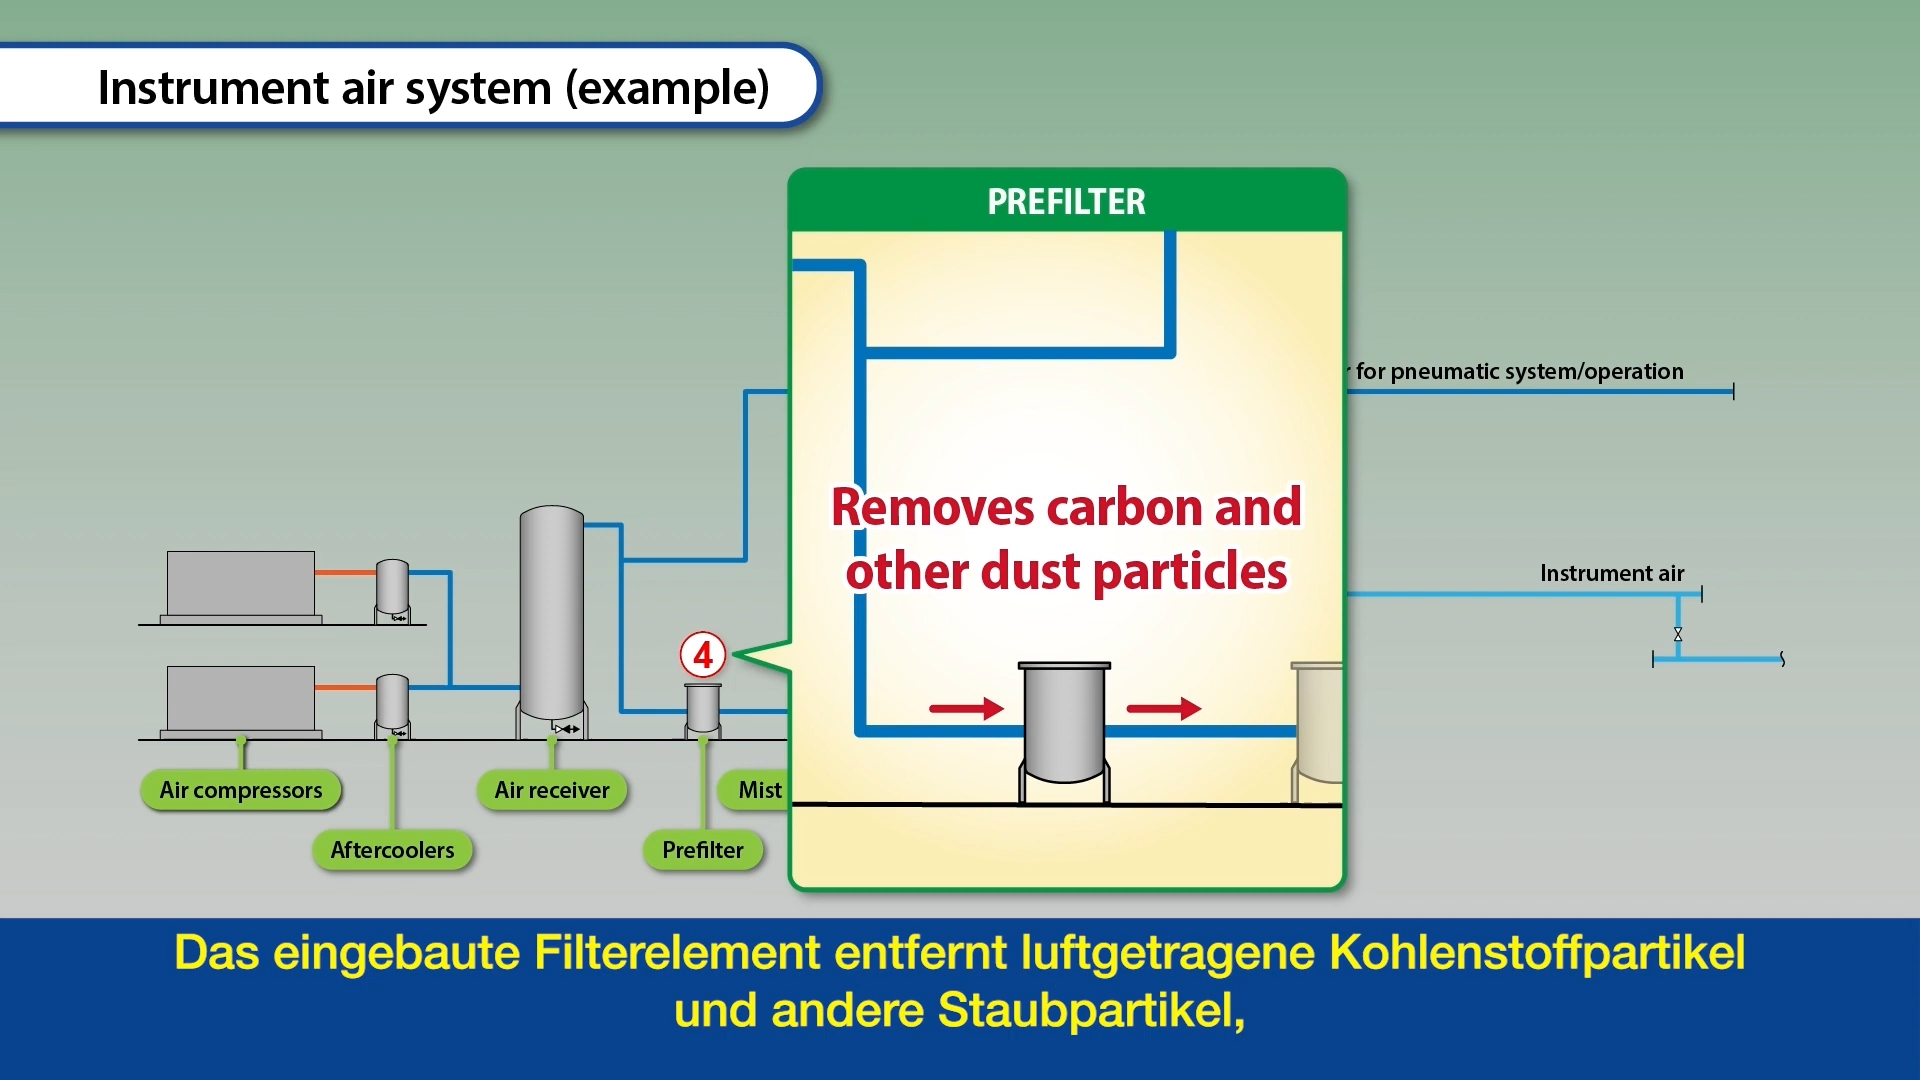 Instrument air system (example)
PREFILTER
for pneumatic system/operation
Removes carbon and
other dust particles
Instrument air
4
Air compressors
Air receiver
Mist
Aftercoolers
Prefilter
Das eingebaute Filterelement entfernt luftgetragene Kohlenstoffpartikel
und andere Staubpartikel,